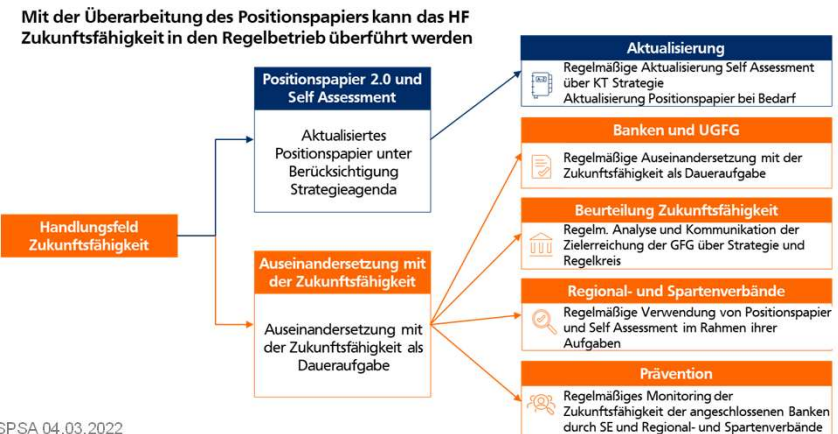 Mit der Überarbeitung des Positionspapiers kann das HF
Zukunftsfähigkeit in den Regelbetrieb überführt werden
Handlungsfeld
Zukunftsfähigkeit
Positionspapier 2.0 und
Self Assessment
Aktualisiertes
Positionspapier unter
Berücksichtigung
Strategieagenda
Auseinandersetzung mit
der Zukunftsfähigkeit
Auseinandersetzung mit
der Zukunftsfähigkeit als
Daueraufgabe
Aktualisierung
Regelmäßige Aktualisierung Self Assessment
über KT Strategie
Aktualisierung Positionspapier bei Bedarf
Banken und UGFG
Regelmäßige Auseinandersetzung mit der
Zukunftsfähigkeit als Daueraufgabe
Beurteilung Zukunftsfähigkeit
Regelm. Analyse und Kommunikation der
Zielerreichung der GFG über Strategie und
Regelkreis
Regional- und Spartenverbände
Regelmäßige Verwendung von Positionspapier
und Self Assessment im Rahmen ihrer
Aufgaben
Prävention
Regelmäßiges Monitoring der
Zukunftsfähigkeit der angeschlossenen Banken
durch SE und Regional- und Spartenverbände
SPSA 04.03.2022